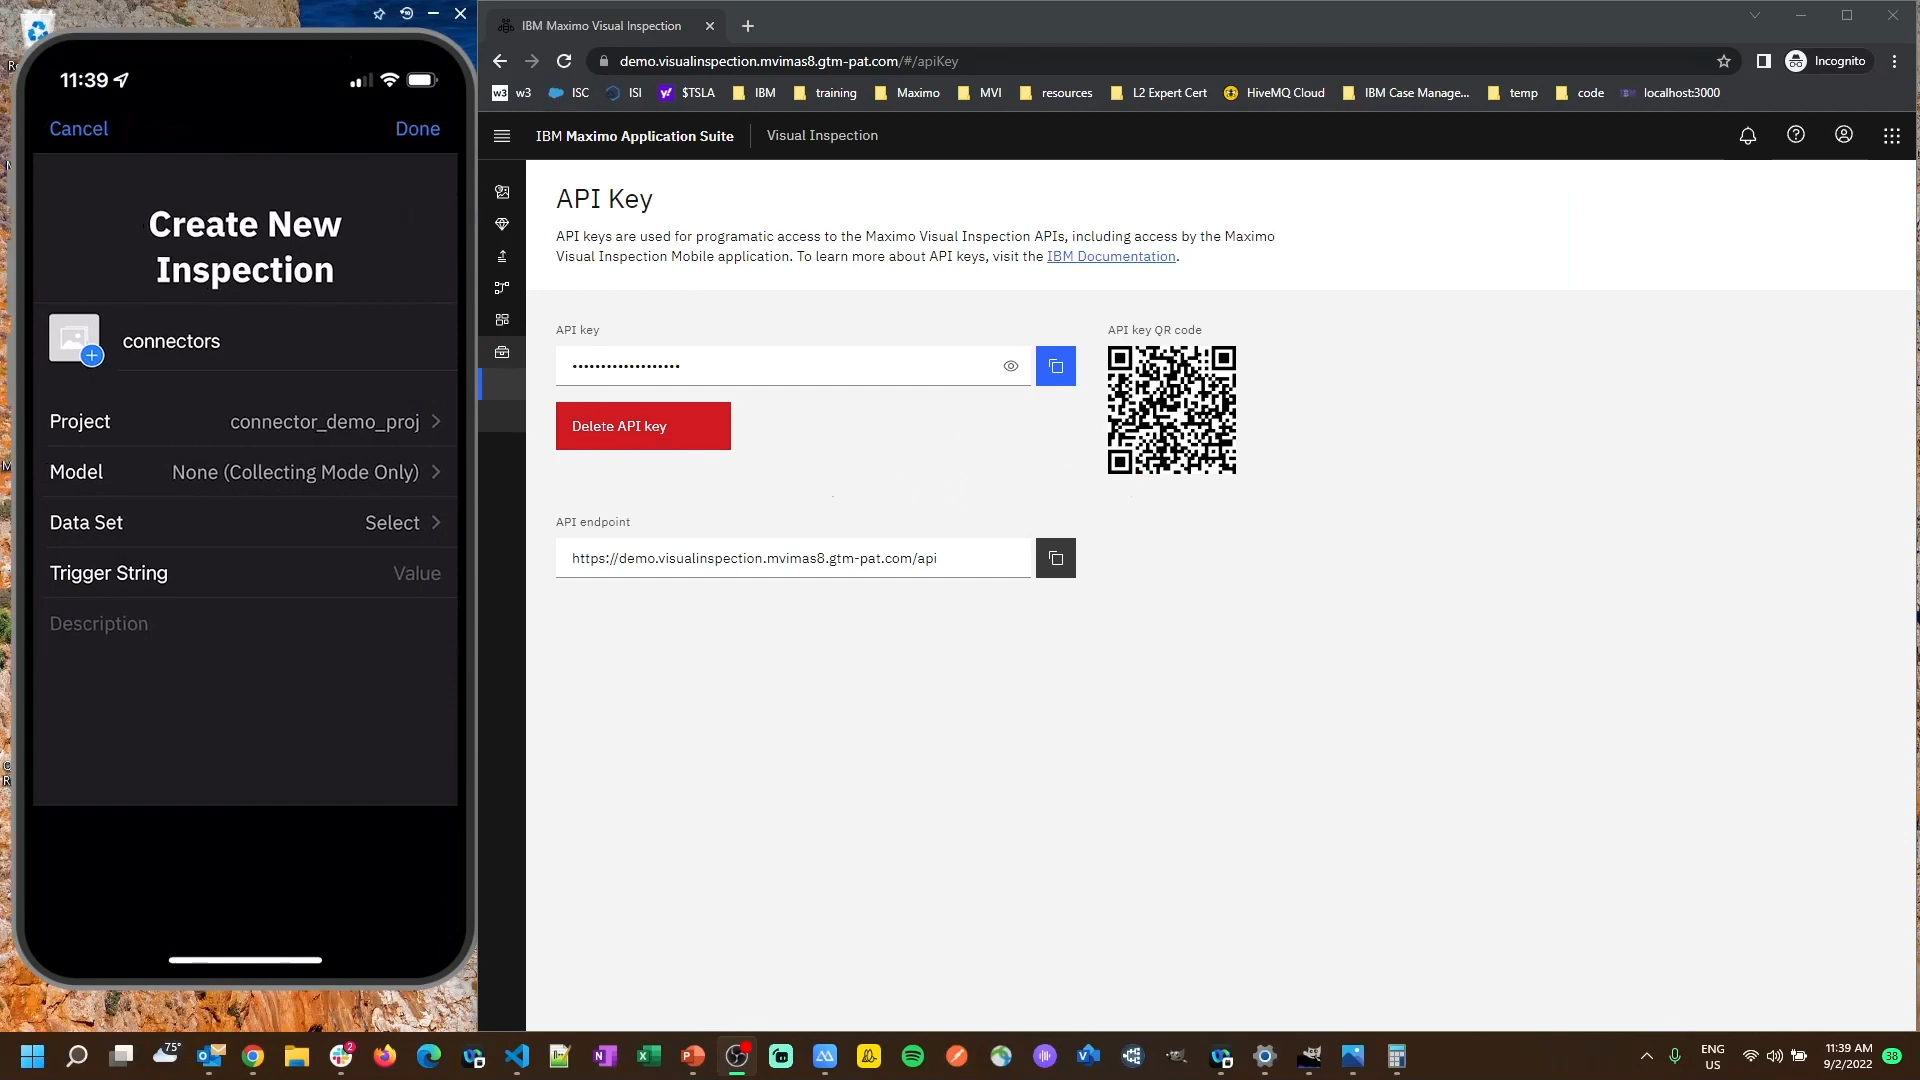 11:39
Cancel
Done
Create New
Inspection
connectors
Project
connector_demo_proj
Model
None (Collecting Mode Only)
Data Set
Select
Trigger String
Value
Description
IBM Maximo Visual Inspection
demo.visualinspection.mvimas8.gtm-pat.com/#/apiKey
Incognito
w3 w3
ISC
ISI
$TSLA
IBM
training
Maximo
MVI
resources
L2 Expert Cert
HiveMQ Cloud
IBM Case Manage...
temp
code
localhost:3000
IBM Maximo Application Suite
Visual Inspection
API Key
API keys are used for programatic access to the Maximo Visual Inspection APIs, including access by the Maximo
Visual Inspection Mobile application. To learn more about API keys, visit the IBM Documentation.
API key
•••••••••••••••••••
Delete API key
API key QR code
API endpoint
https://demo.visualinspection.mvimas8.gtm-pat.com/api
75°
2
ENG
US
11:39 AM
9/2/2022
38